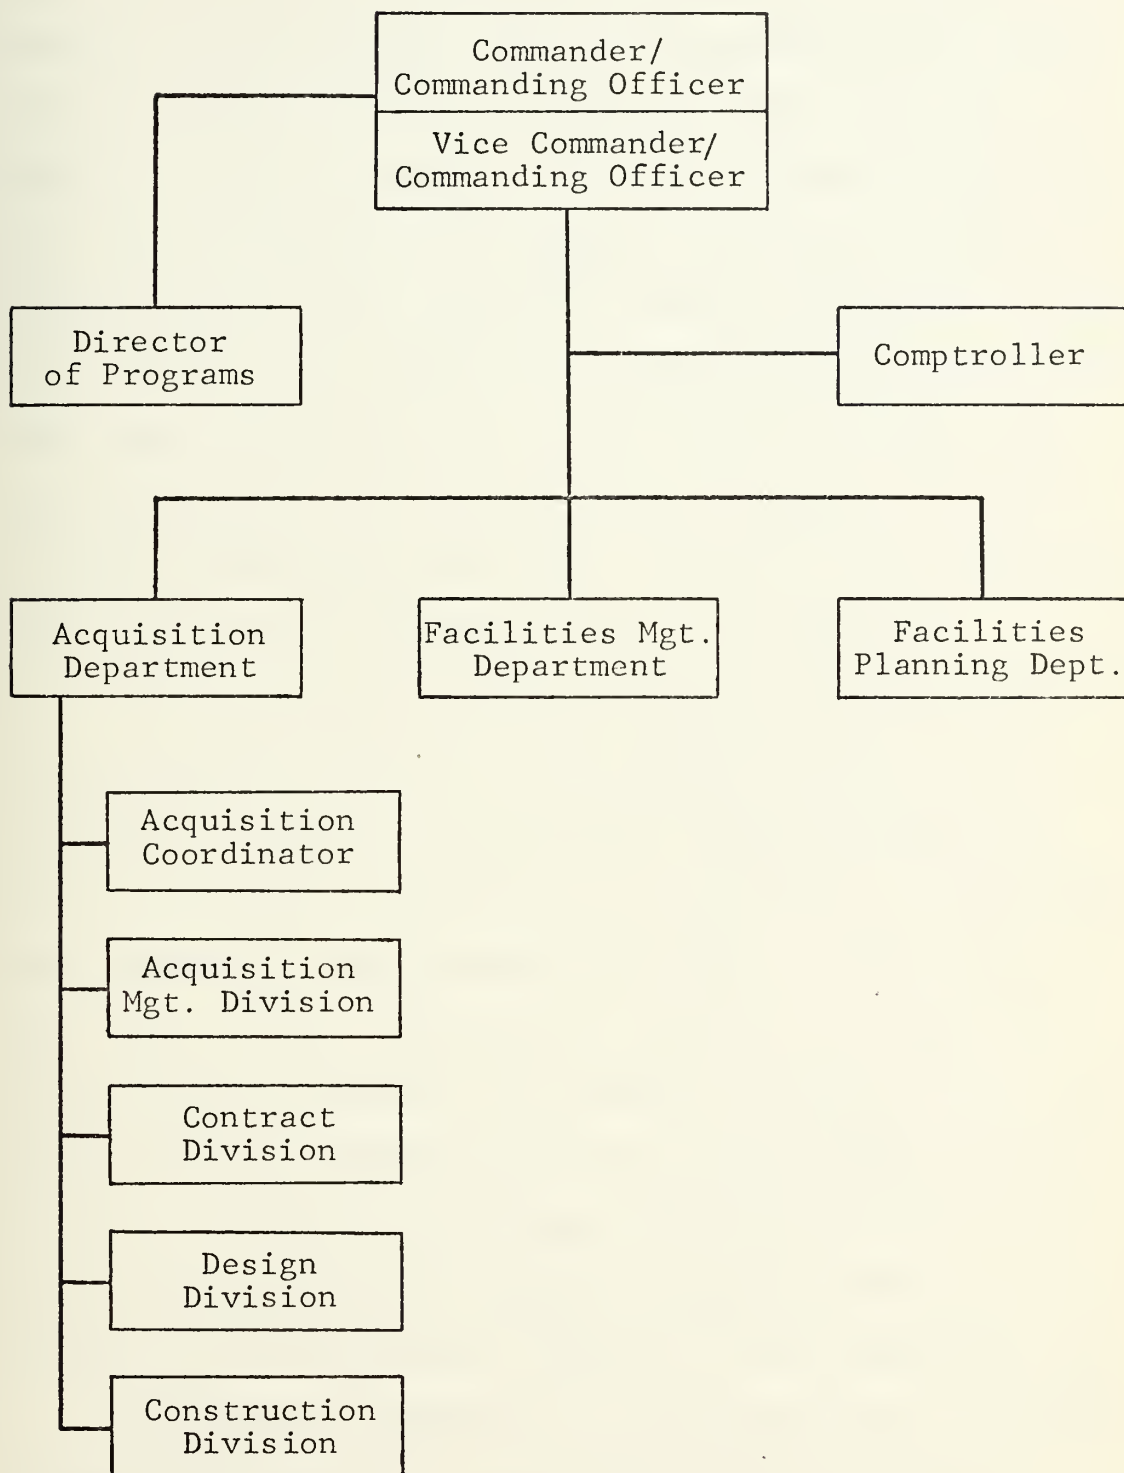 Commander/
Commanding Officer
Vice Commander/
Commanding Officer
Director
of Programs
Comptroller
Acquisition
Department
Facilities Mgt.
Department
Facilities
Planning Dept.
Acquisition
Coordinator
Acquisition
Mgt. Division
Contract
Division
Design
Division
Construction
Division